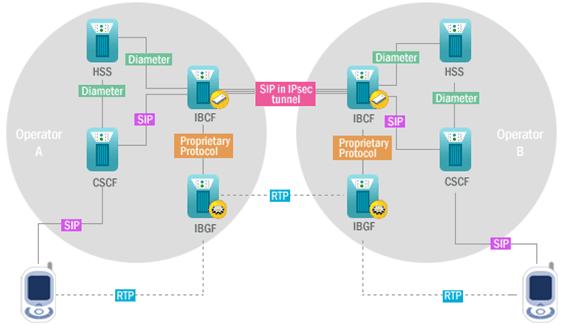 HSS
Diameter
Diameter
SIP
IBCF
SIP in IPsec
tunnel
IBCF
Diameter
HSS
Diameter
SIP
Operator
A
Proprietary
Protocol
Proprietary
Protocol
Operator
B
CSCF
CSCF
RTP
IBGF
IBGF
SIP
SIP
RTP
RTP